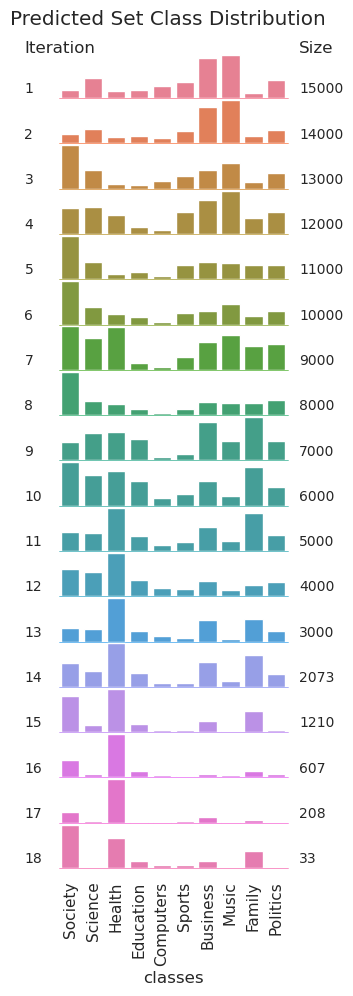 Predicted Set Class Distribution
Iteration Size
1 15000
2 14000
3 13000
4 12000
5 11000
6 10000
7 9000
8 8000
9 7000
10 6000
11 5000
12 4000
13 3000
14 2073
15 1210
16 607
17 208
18 33
Society
Science
Health
Education
Computers
Sports
Business
Music
Family
Politics
classes